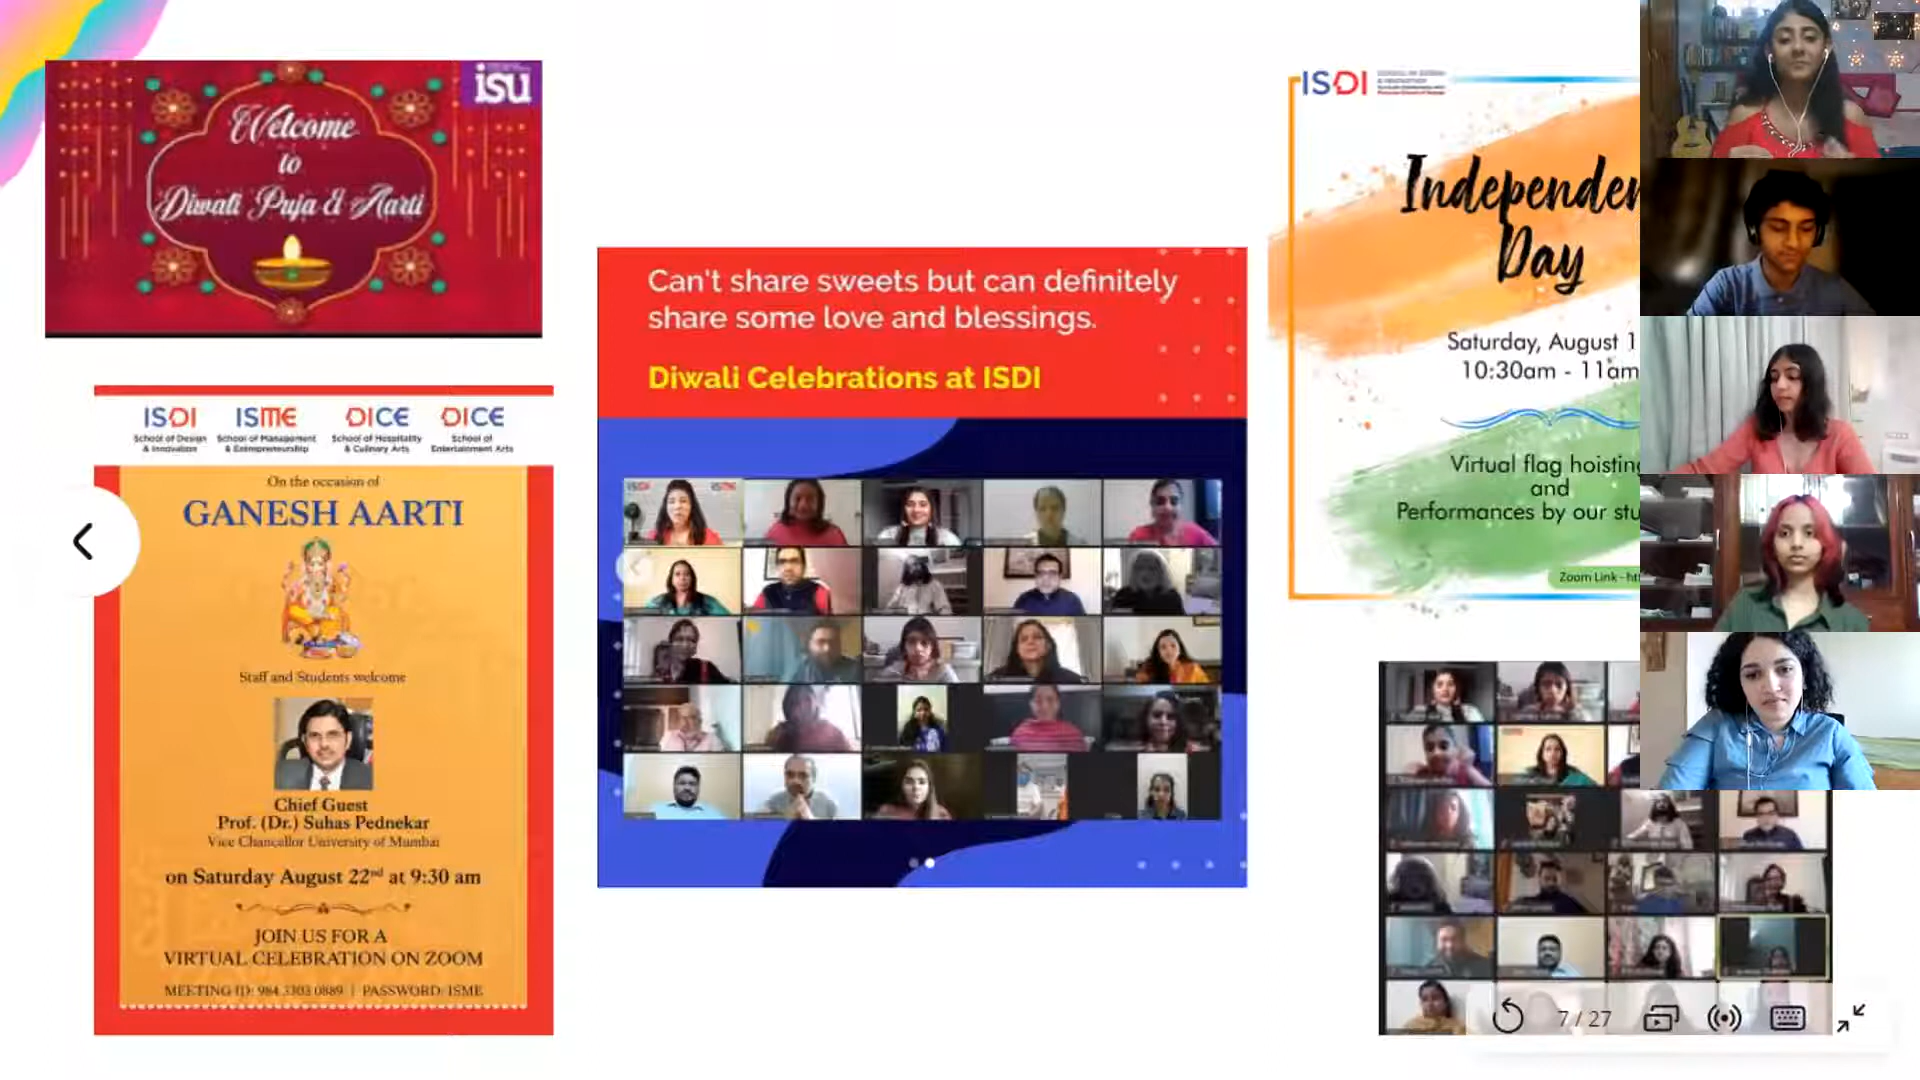 isu
Welcome
to
Diwali Puja & Aarti
ISDI
School of Design
& Innovation
ISME
School of Management
& Entrepreneurship
DICE
School of Hospitality
& Culinary Arts
DICE
School of
Entertainment Arts
On the occasion of
GANESH AARTI
Staff and Students welcome
Chief Guest
Prof. (Dr.) Suhas Pednekar
Vice Chancellor University of Mumbai
on Saturday August 22nd at 9:30 am
JOIN US FOR A
VIRTUAL CELEBRATION ON ZOOM
MEETING ID: 984 3303 0889 | PASSWORD: ISME
Can't share sweets but can definitely
share some love and blessings.
Diwali Celebrations at ISDI
ISDI
ISME
ISDI
Independen
Day
Saturday, August 1
10:30am - 11am
Virtual flag hoisting
and
Performances by our stu
Zoom Link - ht
7 / 27